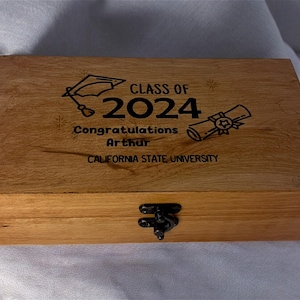 CLASS OF
2024
Congratulations
Arthur
CALIFORNIA STATE UNIVERSITY